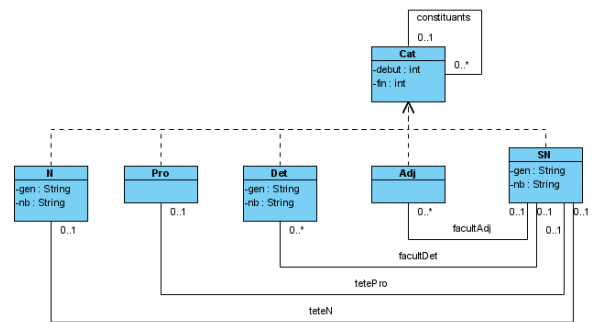 constituants
0..1
Cat
0..*
-debut : int
-fin : int
N
-gen : String
-nb : String
Pro
Det
-gen : String
-nb : String
Adj
SN
-gen : String
-nb : String
0..1
0..1
0..*
0..*
0..1
0..1
0..1
0..1
facultAdj
facultDet
tetePro
teteN